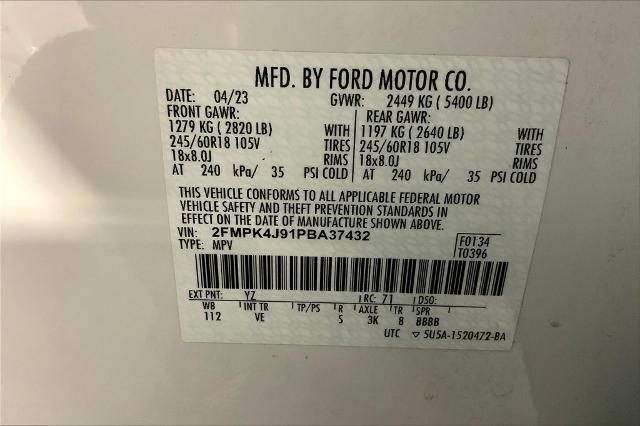 MFD. BY FORD MOTOR CO.
DATE: 04/23 GVWR: 2449 KG ( 5400 LB)
FRONT GAWR: REAR GAWR:
1279 KG ( 2820 LB) WITH 1197 KG ( 2640 LB) WITH
245/60R18 105V TIRES 245/60R18 105V TIRES
18x8.0J RIMS 18x8.0J RIMS
AT 240 kPa/ 35 PSI COLD AT 240 kPa/ 35 PSI COLD
THIS VEHICLE CONFORMS TO ALL APPLICABLE FEDERAL MOTOR
VEHICLE SAFETY AND THEFT PREVENTION STANDARDS IN
EFFECT ON THE DATE OF MANUFACTURE SHOWN ABOVE.
VIN: 2FMPK4J91PBA37432 F0134
TYPE: MPV T0396
EXT PNT: YZ RC: 71 DSO:
WB INT TR TP/PS R AXLE TR SPR
112 VE S 3K 8 BBBB
UTC ▽ 5U5A-1520472-BA